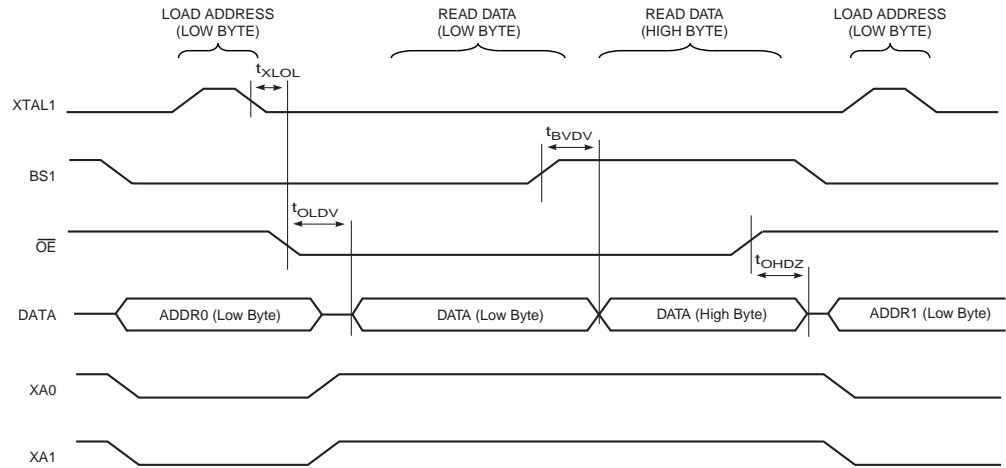 LOAD ADDRESS
(LOW BYTE)
READ DATA
(LOW BYTE)
READ DATA
(HIGH BYTE)
LOAD ADDRESS
(LOW BYTE)
tXLOL
XTAL1
tBVDV
BS1
tOLDV
OE
tOHDZ
DATA
ADDR0 (Low Byte)
DATA (Low Byte)
DATA (High Byte)
ADDR1 (Low Byte)
XA0
XA1